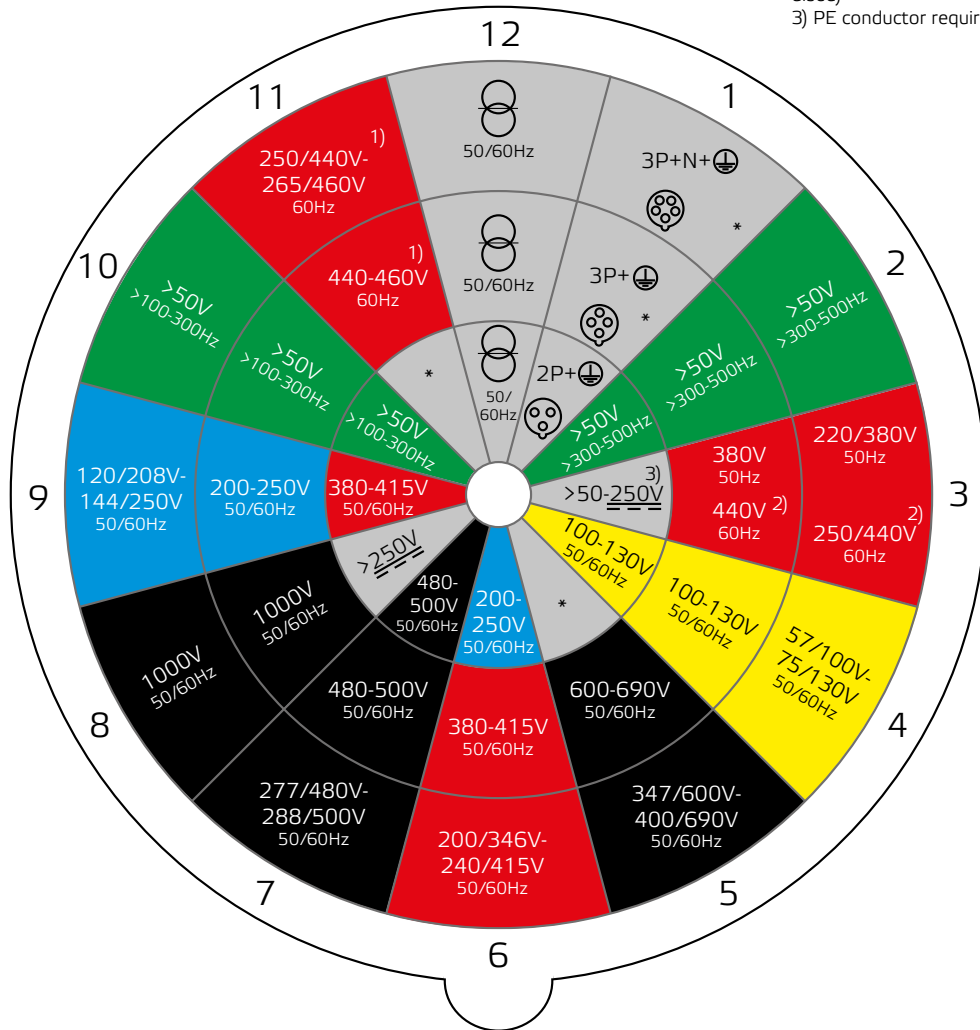 3) PE conductor requir
12
50/60Hz
50/60Hz
50/
60Hz
1
3P+N+
*
3P+
*
2P+
2
>50V
>300-500Hz
>50V
>300-500Hz
>50V
>300-500Hz
3
220/380V
50Hz
250/440V 2)
60Hz
380V
50Hz
440V 2)
60Hz
>50-250V 3)
4
57/100V-
75/130V
50/60Hz
100-130V
50/60Hz
100-130V
50/60Hz
5
347/600V-
400/690V
50/60Hz
600-690V
50/60Hz
*
6
200/346V-
240/415V
50/60Hz
380-415V
50/60Hz
200-
250V
50/60Hz
7
277/480V-
288/500V
50/60Hz
480-500V
50/60Hz
480-
500V
50/60Hz
8
1000V
50/60Hz
1000V
50/60Hz
>250V
9
120/208V-
144/250V
50/60Hz
200-250V
50/60Hz
380-415V
50/60Hz
10
>50V
>100-300Hz
>50V
>100-300Hz
>50V
>100-300Hz
11
250/440V- 1)
265/460V
60Hz
440-460V 1)
60Hz
*